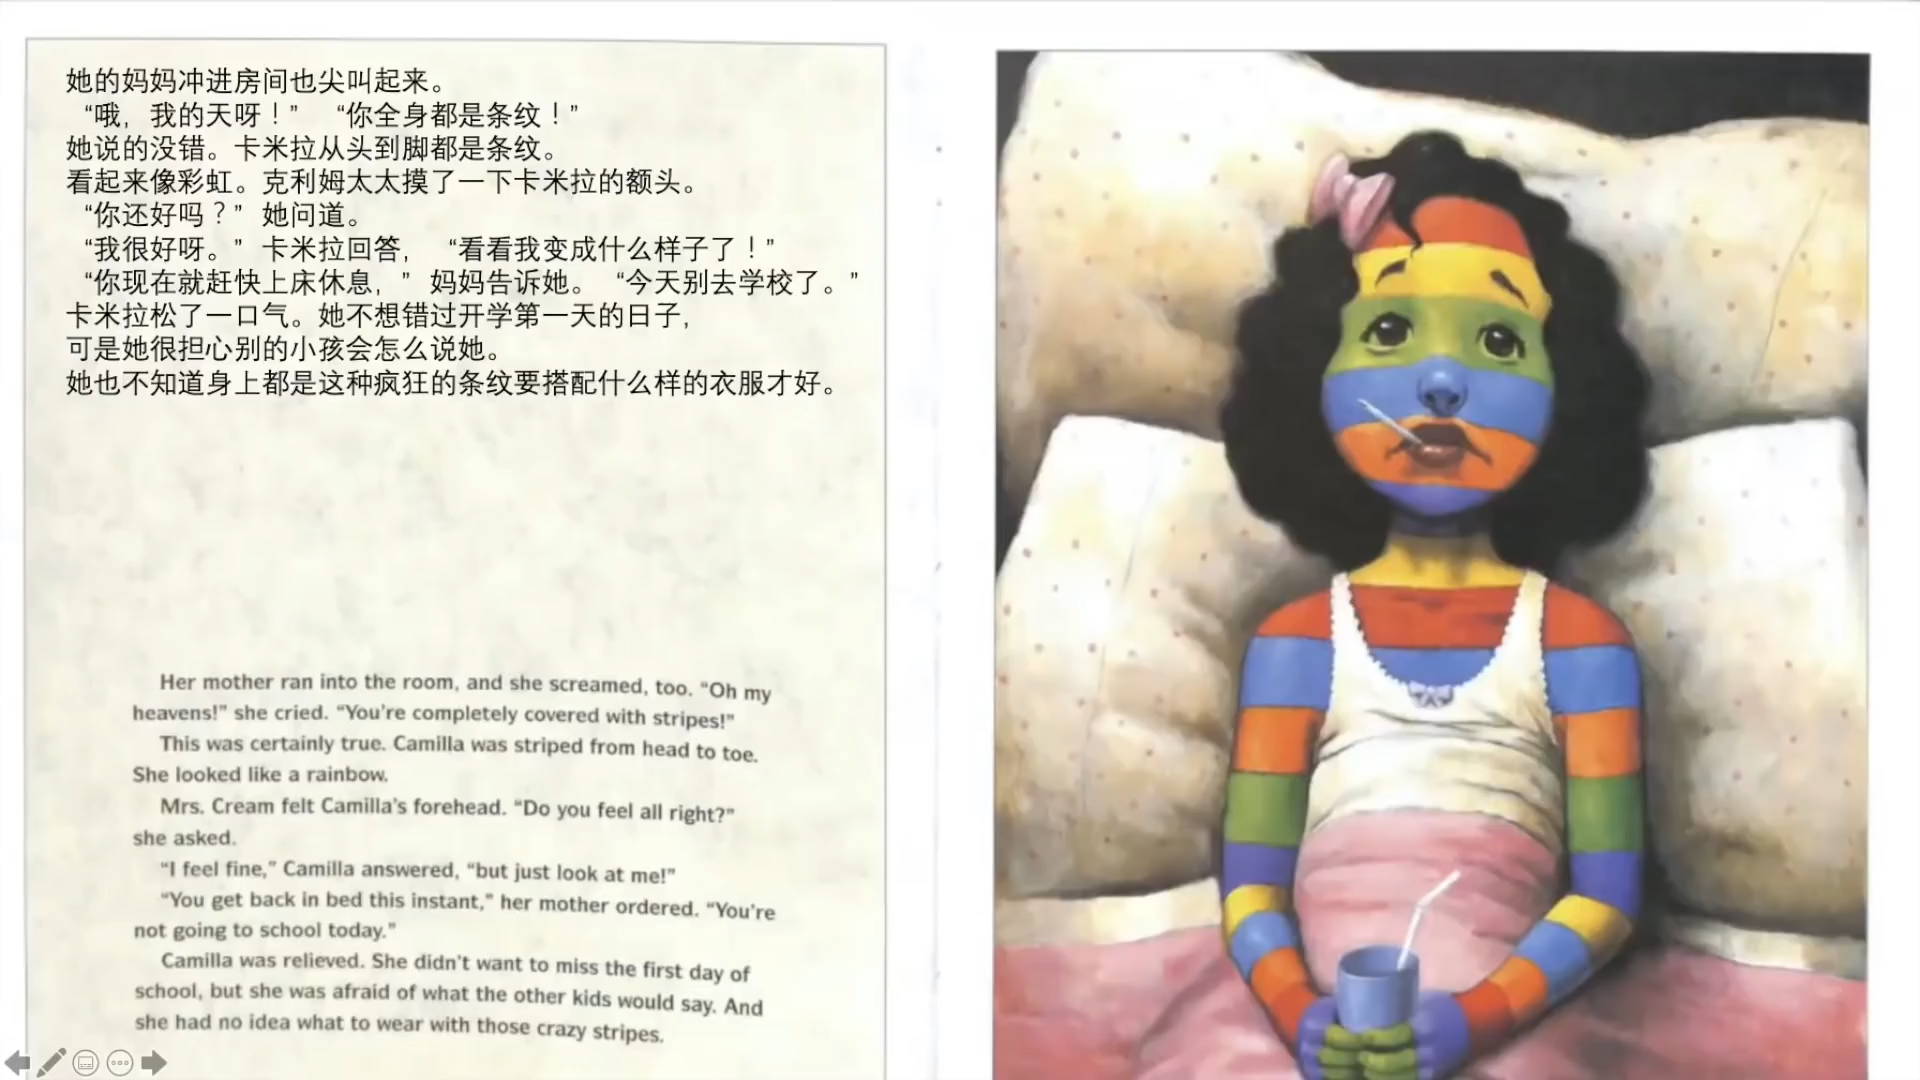 她的妈妈冲进房间也尖叫起来。
“哦，我的天呀！” “你全身都是条纹！”
她说的没错。卡米拉从头到脚都是条纹。
看起来像彩虹。克利姆太太摸了一下卡米拉的额头。
“你还好吗？” 她问道。
“我很好呀。” 卡米拉回答， “看看我变成什么样子了！”
“你现在就赶快上床休息，” 妈妈告诉她。 “今天别去学校了。”
卡米拉松了一口气。她不想错过开学第一天的日子，
可是她很担心别的小孩会怎么说她。
她也不知道身上都是这种疯狂的条纹要搭配什么样的衣服才好。
Her mother ran into the room, and she screamed, too. “Oh my
heavens!” she cried. “You’re completely covered with stripes!”
This was certainly true. Camilla was striped from head to toe.
She looked like a rainbow.
Mrs. Cream felt Camilla’s forehead. “Do you feel all right?”
she asked.
“I feel fine,” Camilla answered, “but just look at me!”
“You get back in bed this instant,” her mother ordered. “You’re
not going to school today.”
Camilla was relieved. She didn’t want to miss the first day of
school, but she was afraid of what the other kids would say. And
she had no idea what to wear with those crazy stripes.